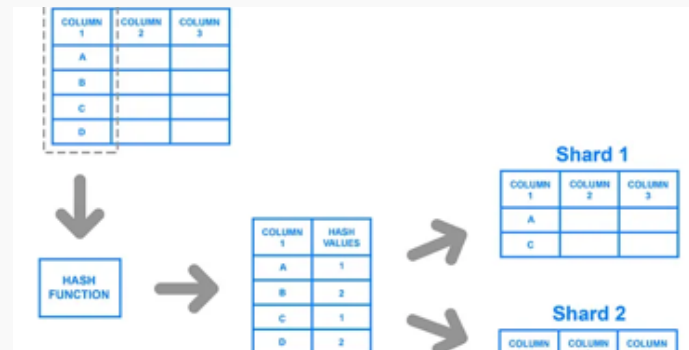 COLUMN COLUMN COLUMN
1 2 3
A
B
C
D
HASH
FUNCTION
COLUMN HASH
1 VALUES
A 1
B 2
C 1
D 2
Shard 1
COLUMN COLUMN COLUMN
1 2 3
A
C
Shard 2
COLUMN COLUMN COLUMN